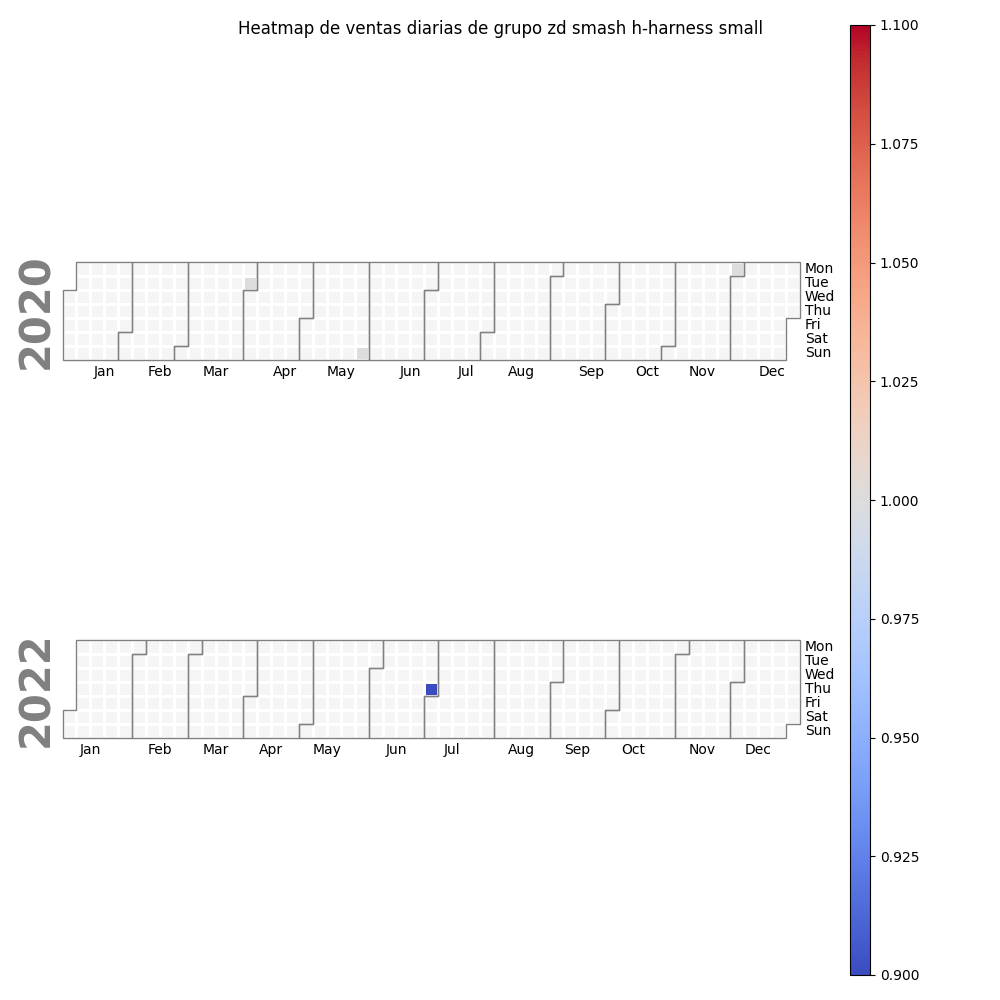 Heatmap de ventas diarias de grupo zd smash h-harness small
1.100
1.075
1.050
1.025
1.000
0.975
0.950
0.925
0.900
2020
Mon
Tue
Wed
Thu
Fri
Sat
Sun
Jan Feb Mar Apr May Jun Jul Aug Sep Oct Nov Dec
2022
Mon
Tue
Wed
Thu
Fri
Sat
Sun
Jan Feb Mar Apr May Jun Jul Aug Sep Oct Nov Dec